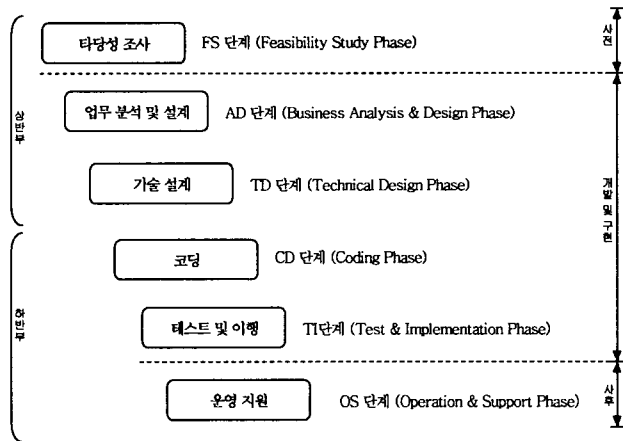 타당성 조사 FS 단계 (Feasibility Study Phase)
사전
업무 분석 및 설계 AD 단계 (Business Analysis & Design Phase)
상반부
기술 설계 TD 단계 (Technical Design Phase)
개발 및 구현
코딩 CD 단계 (Coding Phase)
하반부
테스트 및 이행 TI단계 (Test & Implementation Phase)
운영 지원 OS 단계 (Operation & Support Phase)
사후